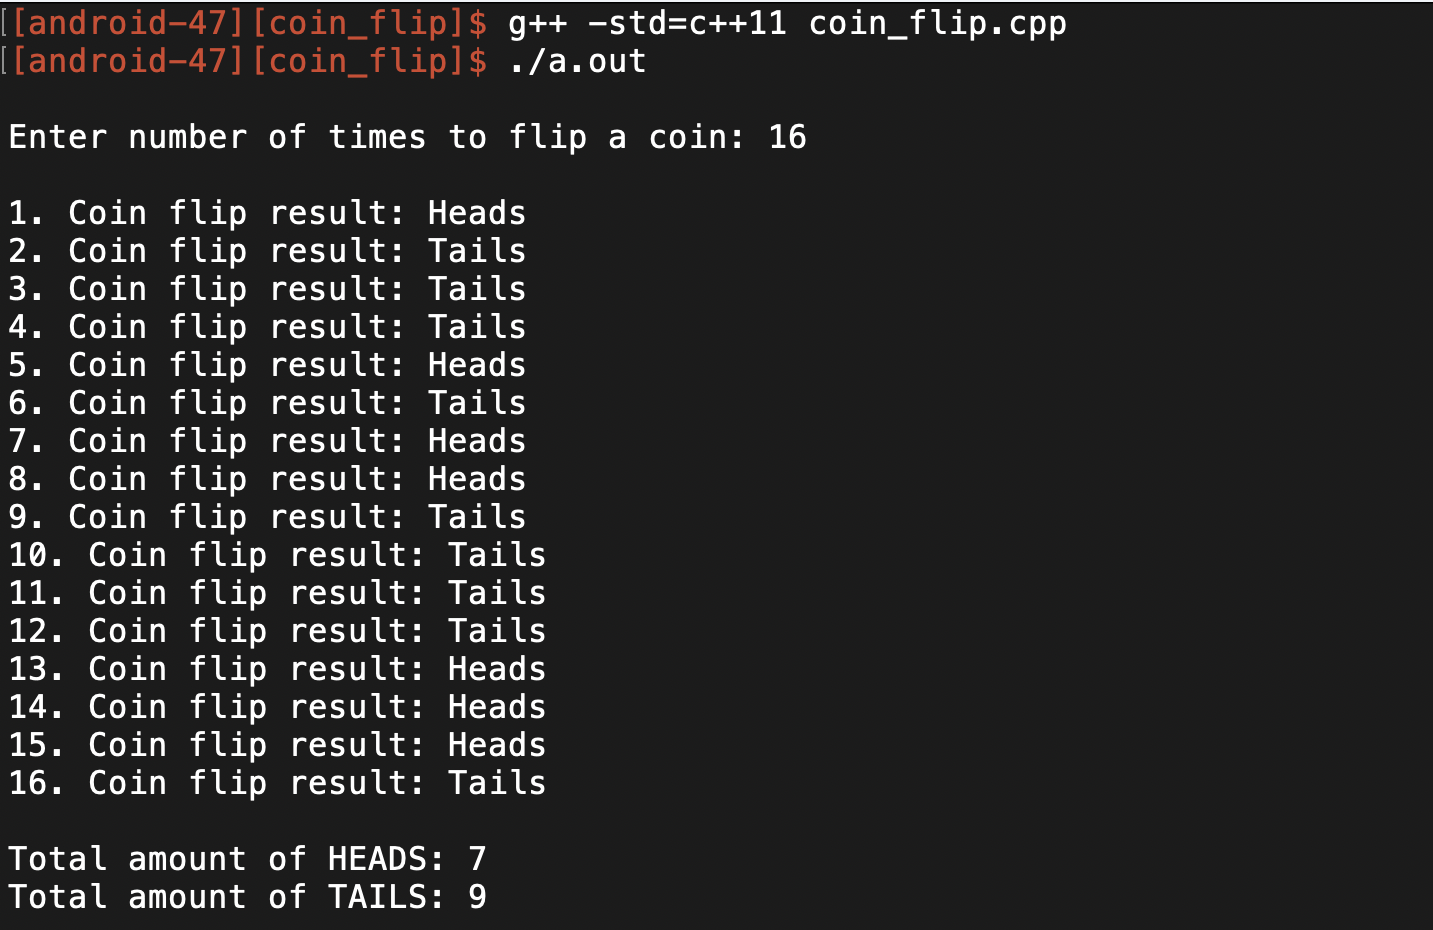 [[android-47][coin_flip]$ g++ -std=c++11 coin_flip.cpp
[[android-47][coin_flip]$ ./a.out
Enter number of times to flip a coin: 16
1. Coin flip result: Heads
2. Coin flip result: Tails
3. Coin flip result: Tails
4. Coin flip result: Tails
5. Coin flip result: Heads
6. Coin flip result: Tails
7. Coin flip result: Heads
8. Coin flip result: Heads
9. Coin flip result: Tails
10. Coin flip result: Tails
11. Coin flip result: Tails
12. Coin flip result: Tails
13. Coin flip result: Heads
14. Coin flip result: Heads
15. Coin flip result: Heads
16. Coin flip result: Tails
Total amount of HEADS: 7
Total amount of TAILS: 9